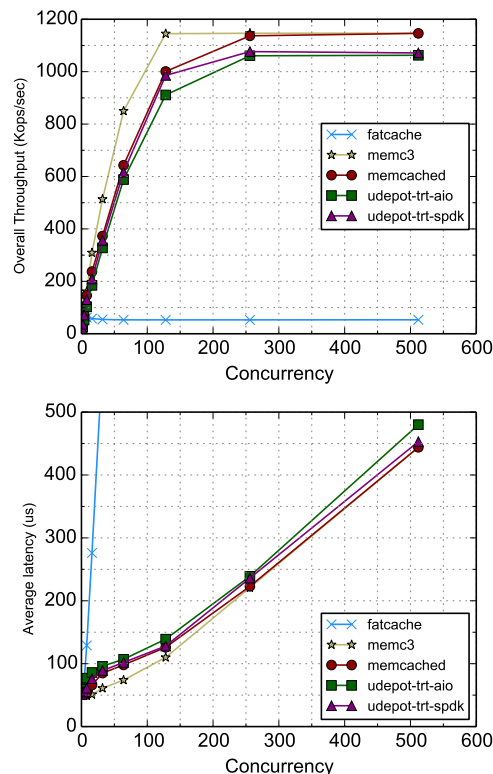 1200
1000
800
600
400
200
0
Overall Throughput (Kops/sec)
fatcache
memc3
memcached
udepot-trt-aio
udepot-trt-spdk
0 100 200 300 400 500 600
Concurrency
500
400
300
200
100
0
Average latency (us)
fatcache
memc3
memcached
udepot-trt-aio
udepot-trt-spdk
0 100 200 300 400 500 600
Concurrency